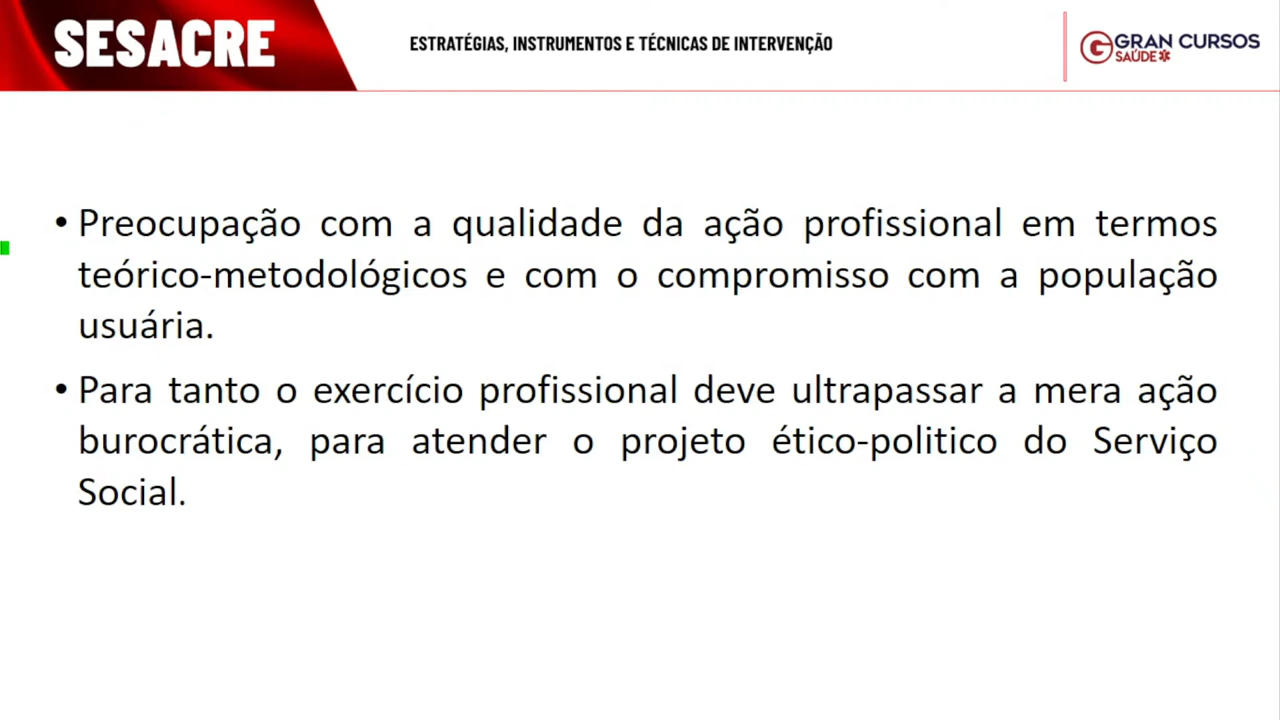 SESACRE
ESTRATÉGIAS, INSTRUMENTOS E TÉCNICAS DE INTERVENÇÃO
GRAN CURSOS
SAÚDE
• Preocupação com a qualidade da ação profissional em termos
teórico-metodológicos e com o compromisso com a população
usuária.
• Para tanto o exercício profissional deve ultrapassar a mera ação
burocrática, para atender o projeto ético-politico do Serviço
Social.